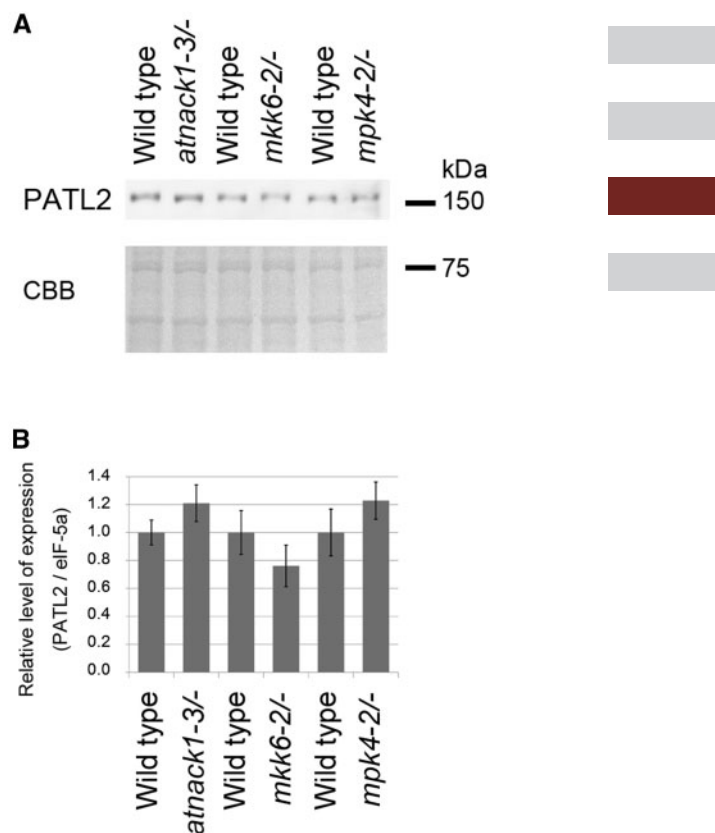 A
Wild type
atnack1-3/-
Wild type
mkk6-2/-
Wild type
mpk4-2/-
kDa
PATL2
150
75
CBB
B
Relative level of expression
(PATL2 / eIF-5a)
1.4
1.2
1.0
0.8
0.6
0.4
0.2
0.0
Wild type
atnack1-3/-
Wild type
mkk6-2/-
Wild type
mpk4-2/-